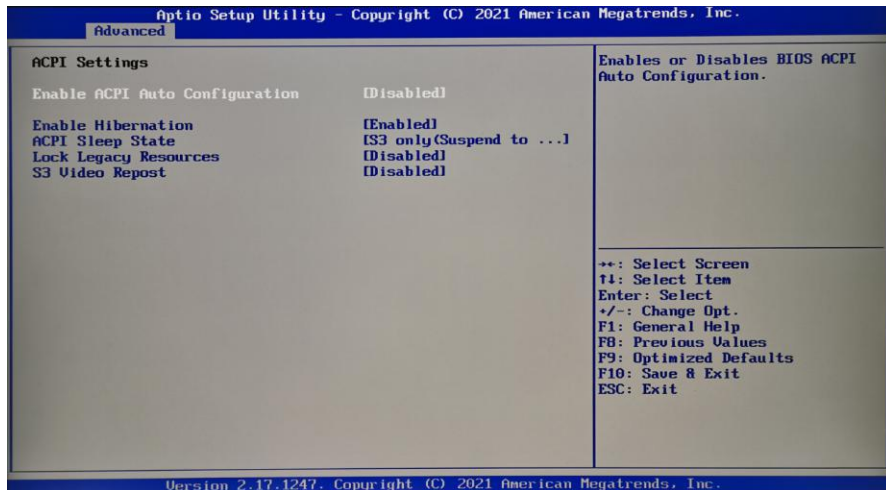 Aptio Setup Utility - Copyright (C) 2021 American Megatrends, Inc.
Advanced
ACPI Settings
Enable ACPI Auto Configuration [Disabled]
Enable Hibernation [Enabled]
ACPI Sleep State [S3 only(Suspend to ...]
Lock Legacy Resources [Disabled]
S3 Video Repost [Disabled]
Enables or Disables BIOS ACPI
Auto Configuration.
→←: Select Screen
↑↓: Select Item
Enter: Select
+/-: Change Opt.
F1: General Help
F8: Previous Values
F9: Optimized Defaults
F10: Save & Exit
ESC: Exit
Version 2.17.1247. Copyright (C) 2021 American Megatrends, Inc.